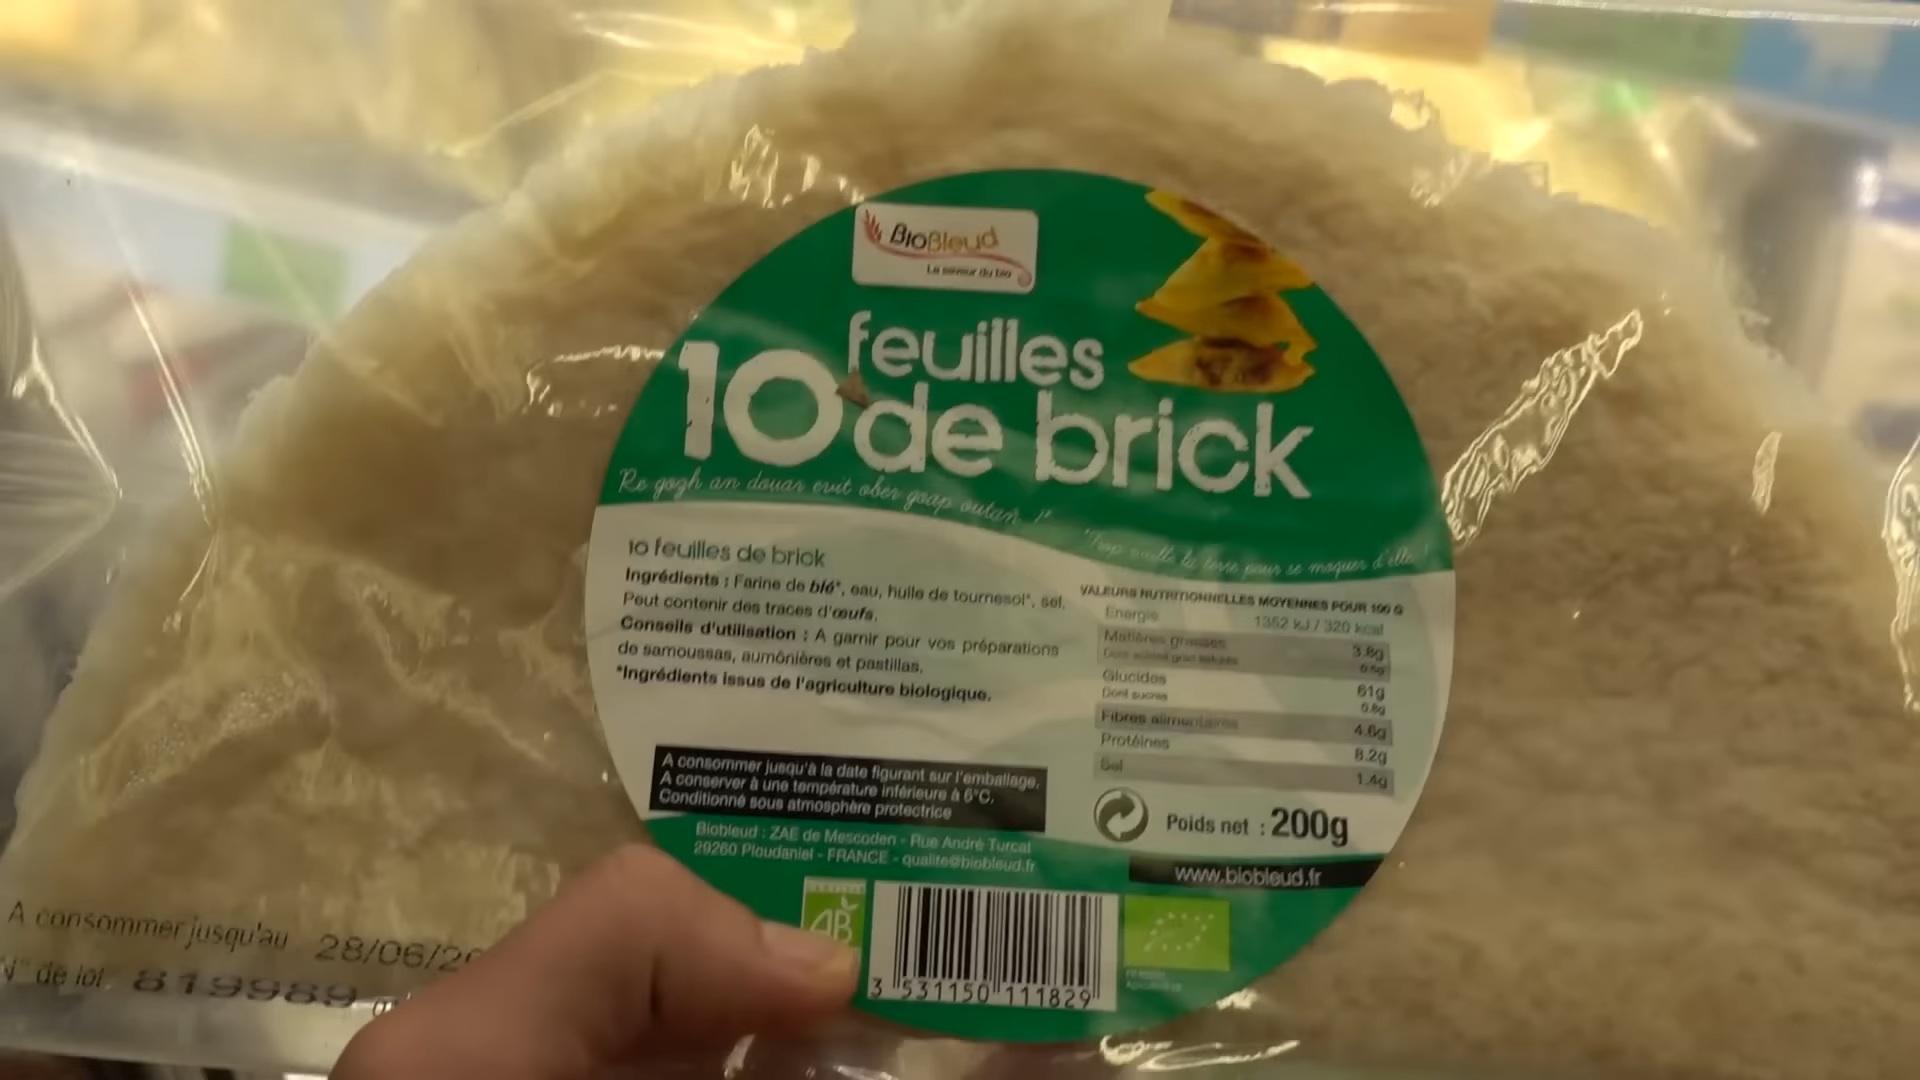 BioBleud
La saveur du bio
10 feuilles
de brick
Re gozh an douar evit ober goap outañ !
"Trop vieille la terre pour se moquer d'elle !
10 feuilles de brick
Ingrédients : Farine de blé*, eau, huile de tournesol*, sel.
Peut contenir des traces d'œufs.
Conseils d'utilisation : A garnir pour vos préparations
de samoussas, aumônières et pastillas.
*Ingrédients issus de l'agriculture biologique.
A consommer jusqu'à la date figurant sur l'emballage.
A conserver à une température inférieure à 6°C.
Conditionné sous atmosphère protectrice
Biobleud : ZAE de Mescoden - Rue André Turcat
29260 Ploudaniel - FRANCE - qualite@biobleud.fr
VALEURS NUTRITIONNELLES MOYENNES POUR 100 G
Energie 1352 kJ / 320 kcal
Matières grasses 3.8g
0.5g
Glucides 61g
Dont sucres 0.8g
Fibres alimentaires 4.6g
Protéines 8.2g
Sel 1.4g
Poids net : 200g
www.biobleud.fr
AB
3 531150 111829
A consommer jusqu'au 28/06/20
N° de lot 819989